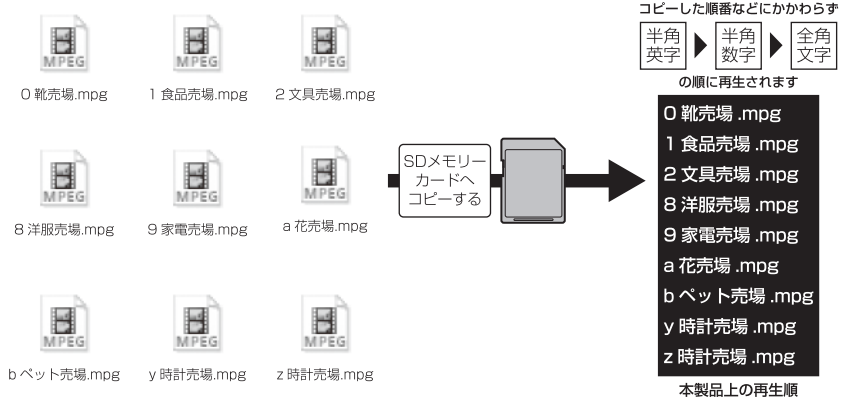 コピーした順番などにかかわらず
半角
英字
半角
数字
全角
文字
の順に再生されます
MPEG
MPEG
MPEG
0 靴売場.mpg
1 食品売場.mpg
2 文具売場.mpg
MPEG
MPEG
MPEG
8 洋服売場.mpg
9 家電売場.mpg
a 花売場.mpg
MPEG
MPEG
MPEG
b ペット売場.mpg
y 時計売場.mpg
z 時計売場.mpg
SDメモリー
カードへ
コピーする
0 靴売場 .mpg
1 食品売場 .mpg
2 文具売場 .mpg
8 洋服売場 .mpg
9 家電売場 .mpg
a 花売場 .mpg
b ペット売場 .mpg
y 時計売場 .mpg
z 時計売場 .mpg
本製品上の再生順